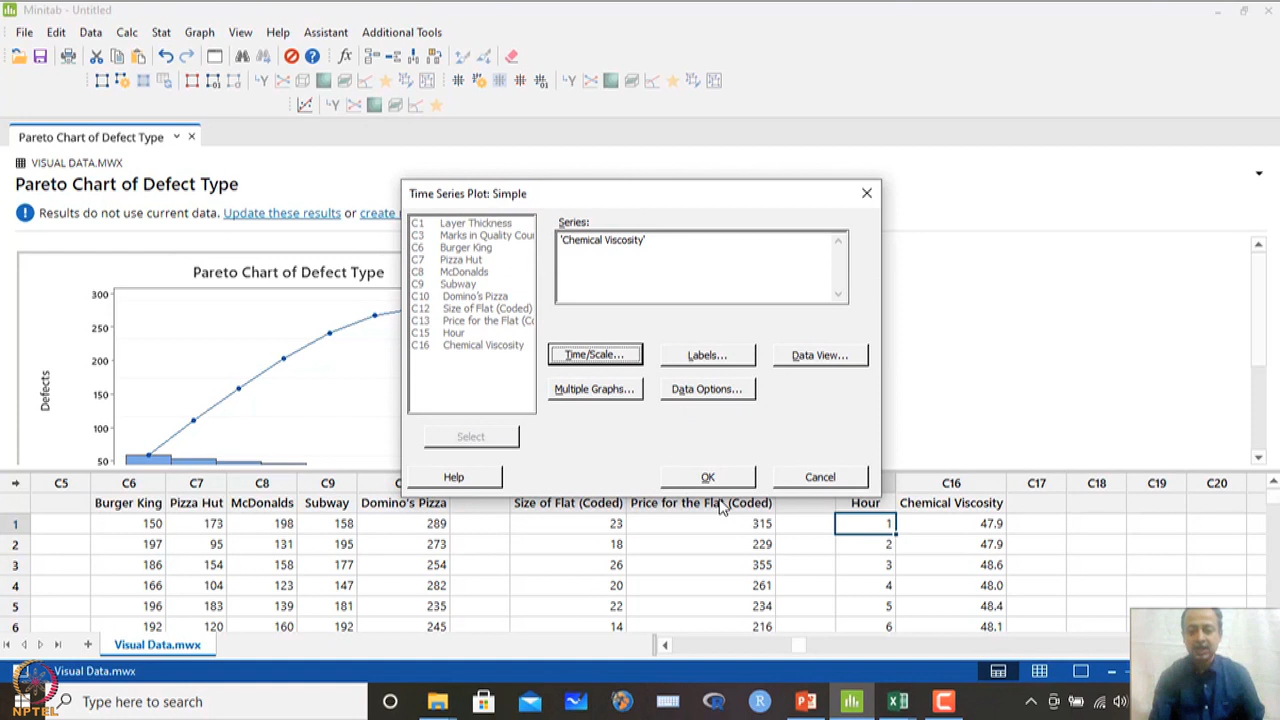 Minitab - Untitled
File Edit Data Calc Stat Graph View Help Assistant Additional Tools
Pareto Chart of Defect Type
VISUAL DATA.MWX
Pareto Chart of Defect Type
Results do not use current data. Update these results or create
Pareto Chart of Defect Type
300
250
200
150
100
50
Defects
Time Series Plot: Simple
C1 Layer Thickness
C3 Marks in Quality Cou
C6 Burger King
C7 Pizza Hut
C8 McDonalds
C9 Subway
C10 Domino's Pizza
C12 Size of Flat (Coded)
C13 Price for the Flat (Co
C15 Hour
C16 Chemical Viscosity
Series:
'Chemical Viscosity'
Time/Scale... Labels... Data View...
Multiple Graphs... Data Options...
Select
Help OK Cancel
C5 C6 C7 C8 C9 C16 C17 C18 C19 C20
Burger King Pizza Hut McDonalds Subway Domino's Pizza Size of Flat (Coded) Price for the Flat (Coded) Hour Chemical Viscosity
1 150 173 198 158 289 23 315 1 47.9
2 197 95 131 195 273 18 229 2 47.9
3 186 154 158 177 254 26 355 3 48.6
4 166 104 123 147 282 20 261 4 48.0
5 196 183 139 181 235 22 234 5 48.4
6 192 120 160 192 245 14 216 6 48.1
Visual Data.mwx
Visual Data.mwx
Type here to search
NPTEL